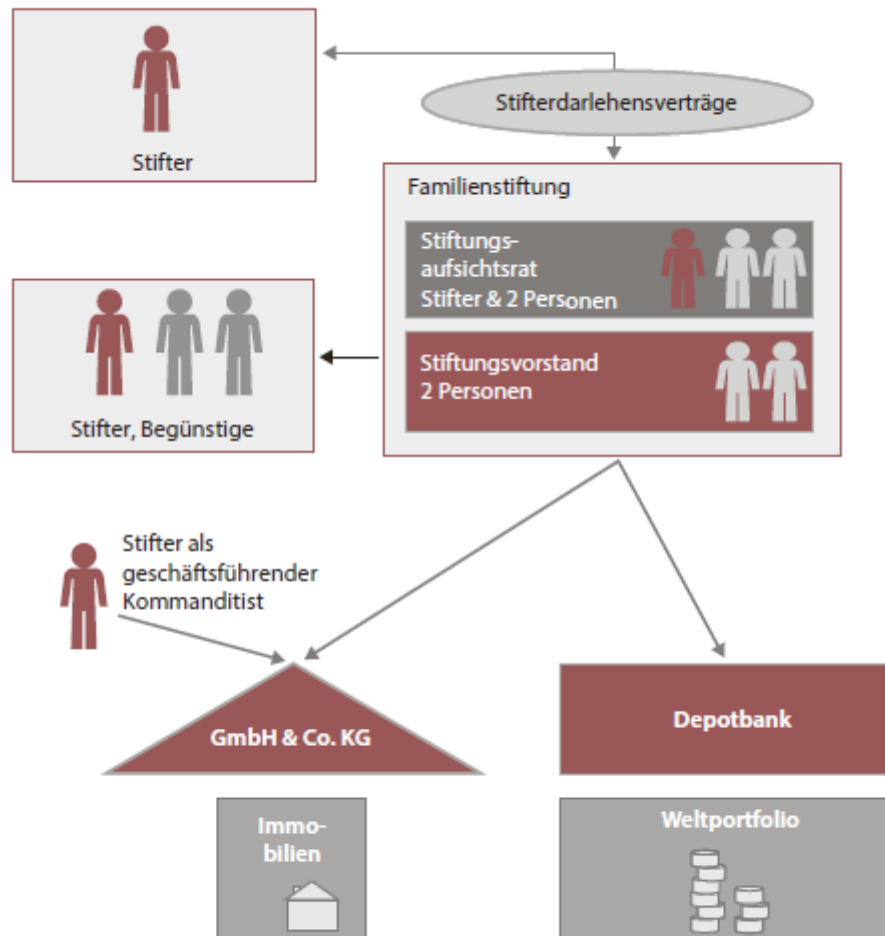 Stifter
Stifterdarlehensverträge
Familienstiftung
Stiftungs-
aufsichtsrat
Stifter & 2 Personen
Stiftungsvorstand
2 Personen
Stifter, Begünstige
Stifter als
geschäftsführender
Kommanditist
GmbH & Co. KG
Depotbank
Immo-
bilien
Weltportfolio